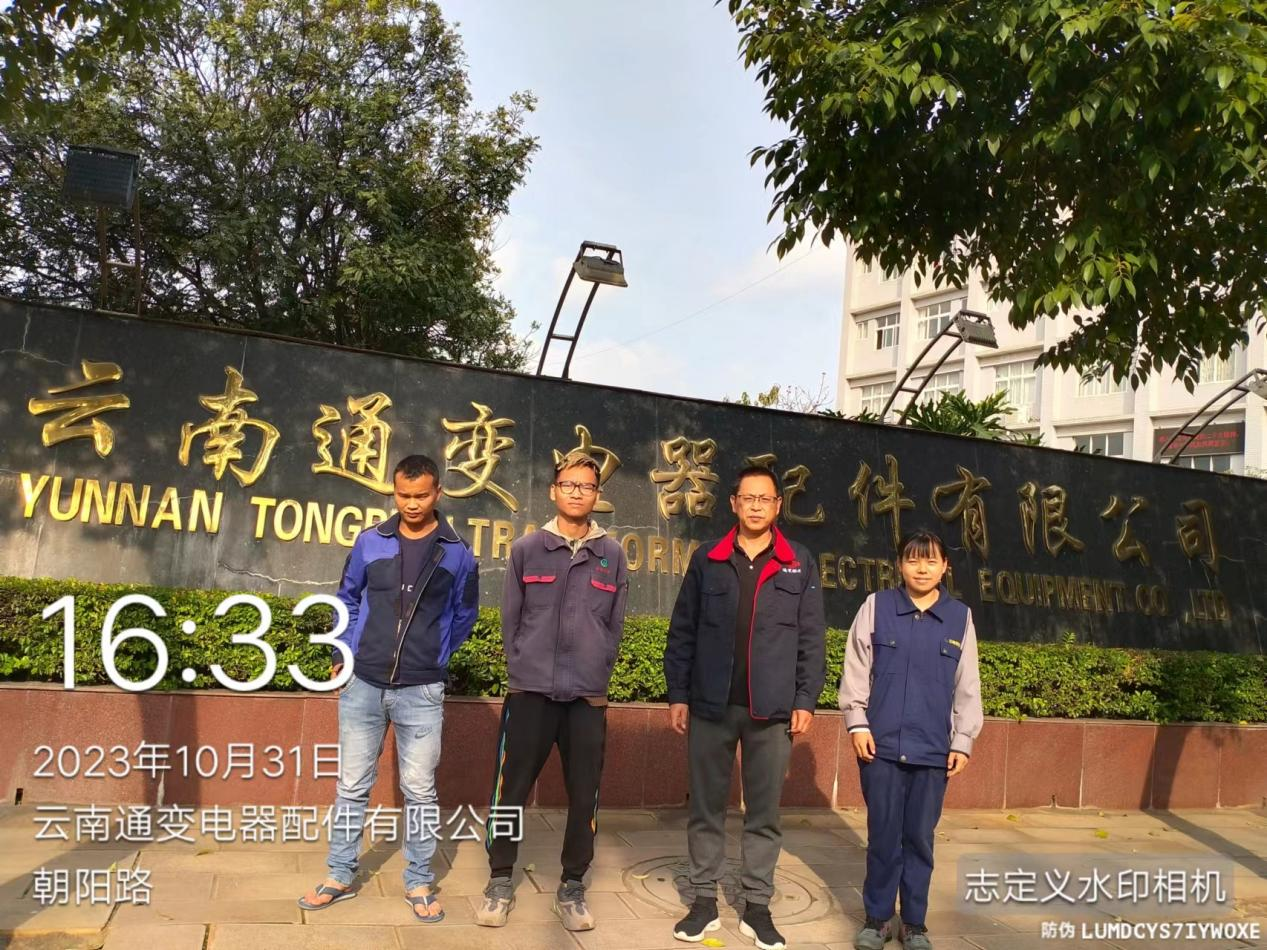 云南通变电器配件有限公司
YUNNAN TONGB TRA FORM ECTR L EQUIPMENT CO .,LTD
16:33
2023年10月31日
云南通变电器配件有限公司
朝阳路
志定义水印相机
防伪 LUMDCYS7IYWOXE